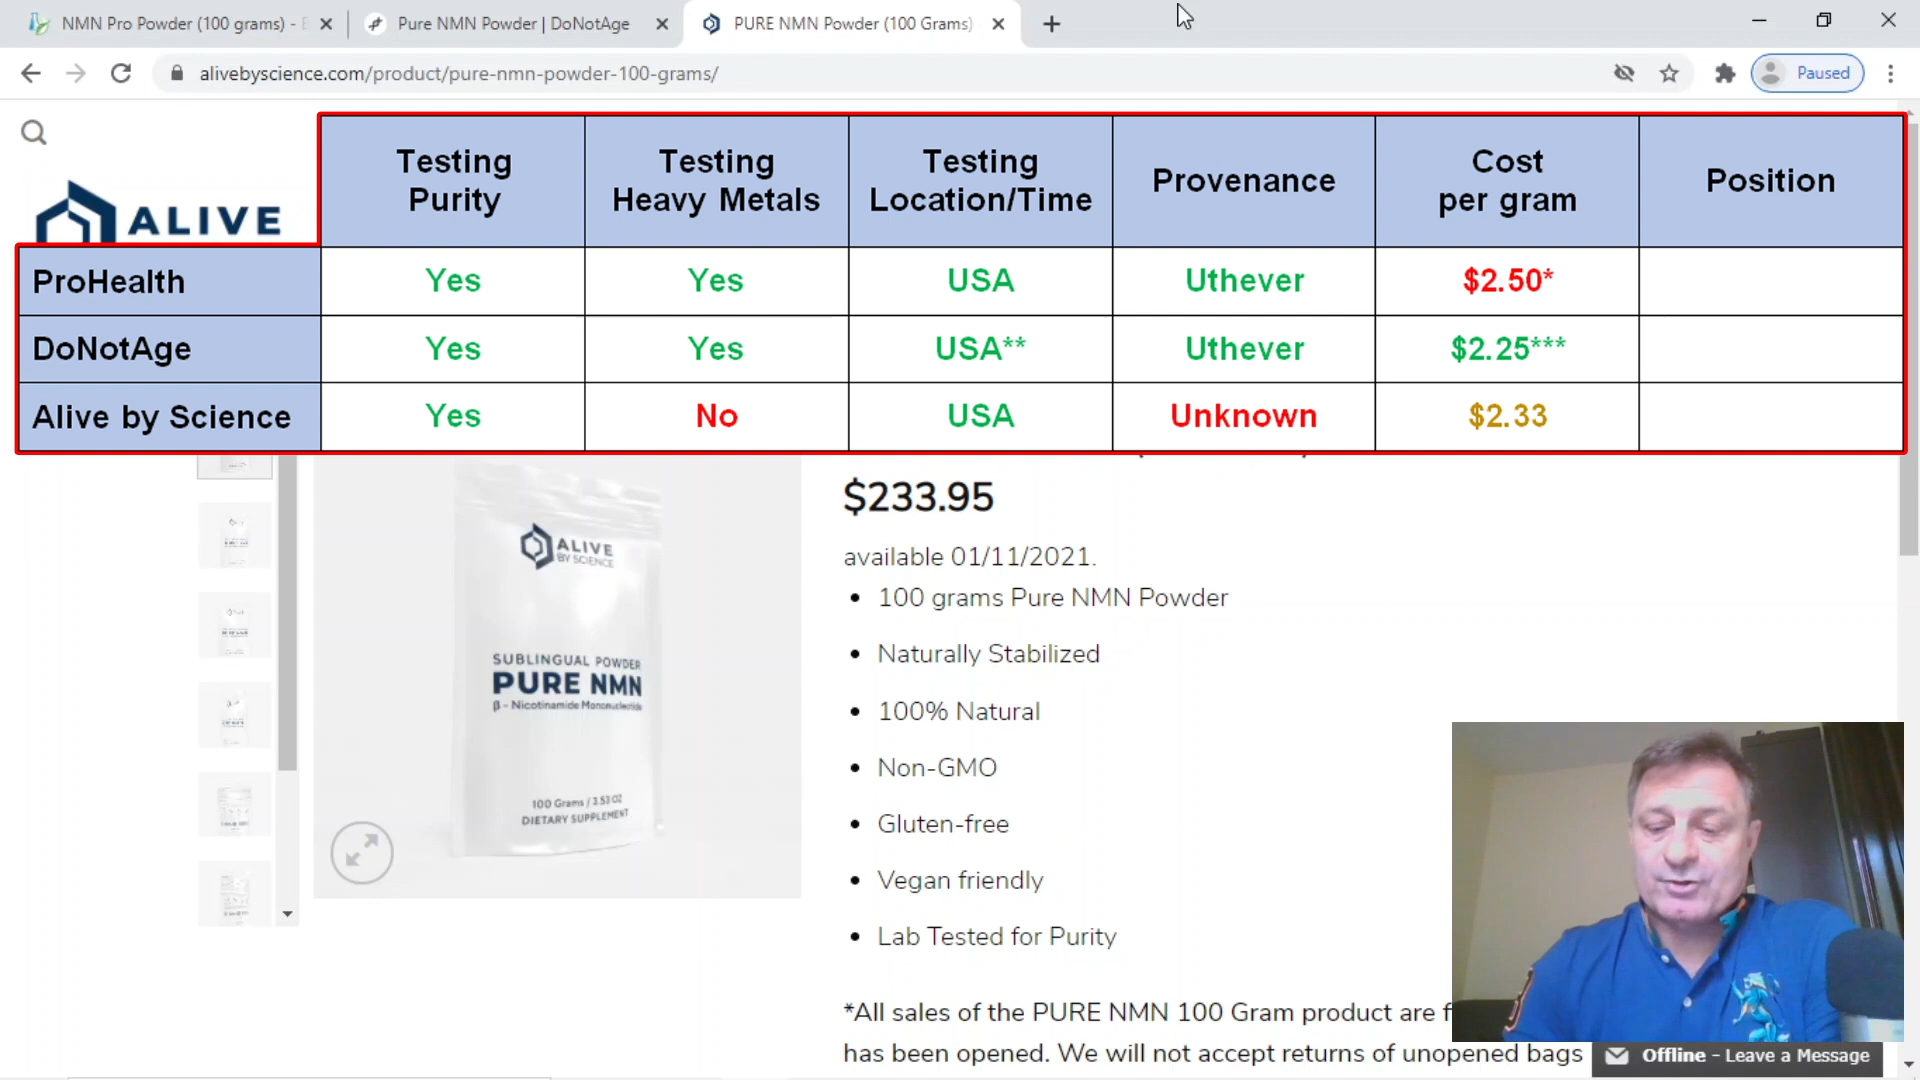 NMN Pro Powder (100 grams) -
Pure NMN Powder | DoNotAge
PURE NMN Powder (100 Grams)
alivebyscience.com/product/pure-nmn-powder-100-grams/
Paused
ALIVE
Testing Purity
Testing Heavy Metals
Testing Location/Time
Provenance
Cost per gram
Position
ProHealth
Yes
Yes
USA
Uthever
$2.50*
DoNotAge
Yes
Yes
USA**
Uthever
$2.25***
Alive by Science
Yes
No
USA
Unknown
$2.33
ALIVE
BY SCIENCE
SUBLINGUAL POWDER
PURE NMN
β - Nicotinamide Mononucleotide
100 Grams / 3.53 OZ
DIETARY SUPPLEMENT
$233.95
available 01/11/2021.
• 100 grams Pure NMN Powder
• Naturally Stabilized
• 100% Natural
• Non-GMO
• Gluten-free
• Vegan friendly
• Lab Tested for Purity
*All sales of the PURE NMN 100 Gram product are f
has been opened. We will not accept returns of unopened bags
Offline - Leave a Message